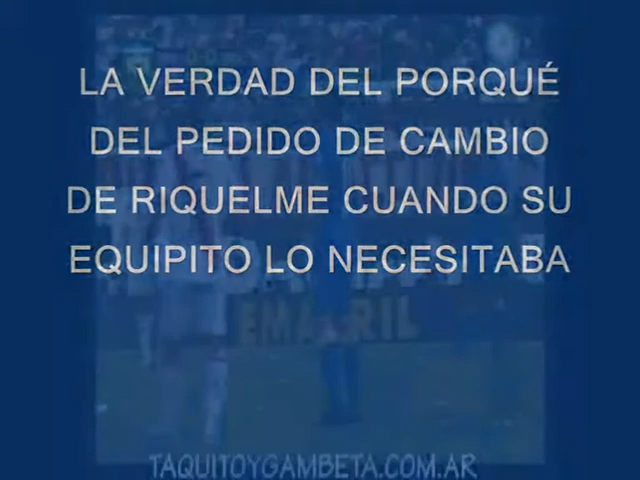 LA VERDAD DEL PORQUÉ
DEL PEDIDO DE CAMBIO
DE RIQUELME CUANDO SU
EQUIPITO LO NECESITABA
TAQUITOYGAMBETA.COM.AR